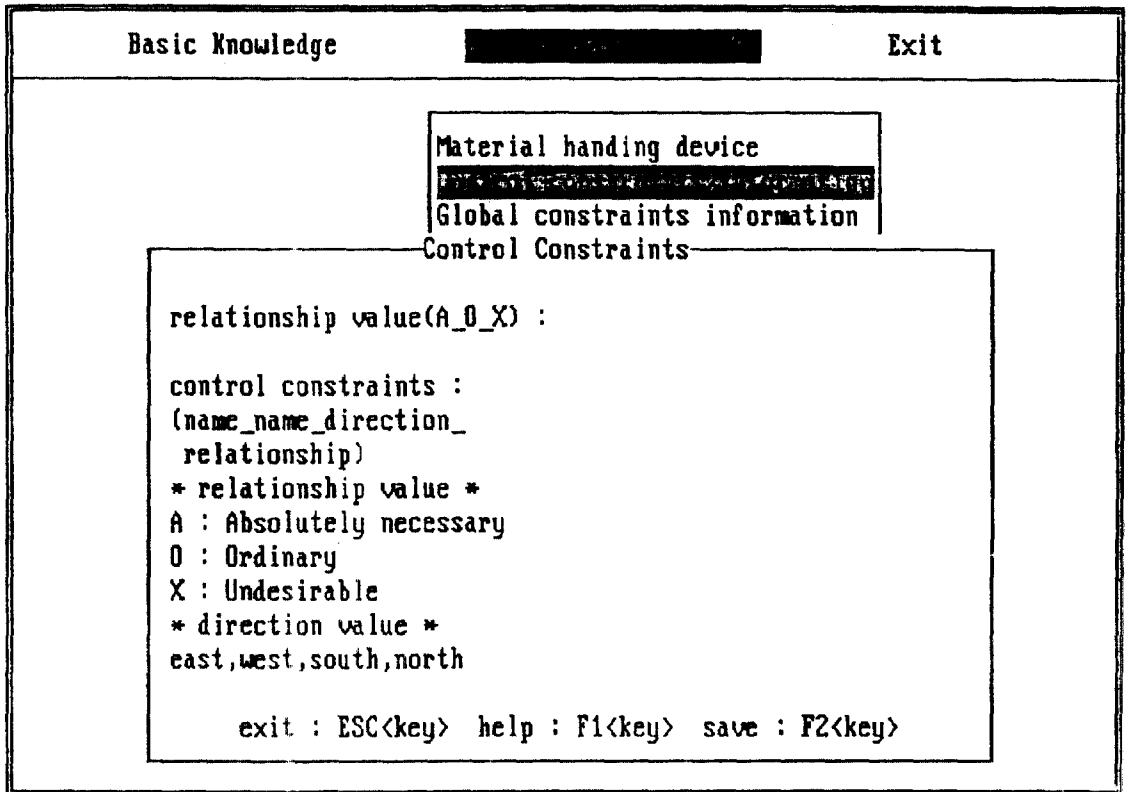 Basic Knowledge Exit
Material handing device
Global constraints information
Control Constraints
relationship value(A_O_X) :
control constraints :
(name_name_direction_
relationship)
* relationship value *
A : Absolutely necessary
O : Ordinary
X : Undesirable
* direction value *
east,west,south,north
exit : ESC<key> help : F1<key> save : F2<key>